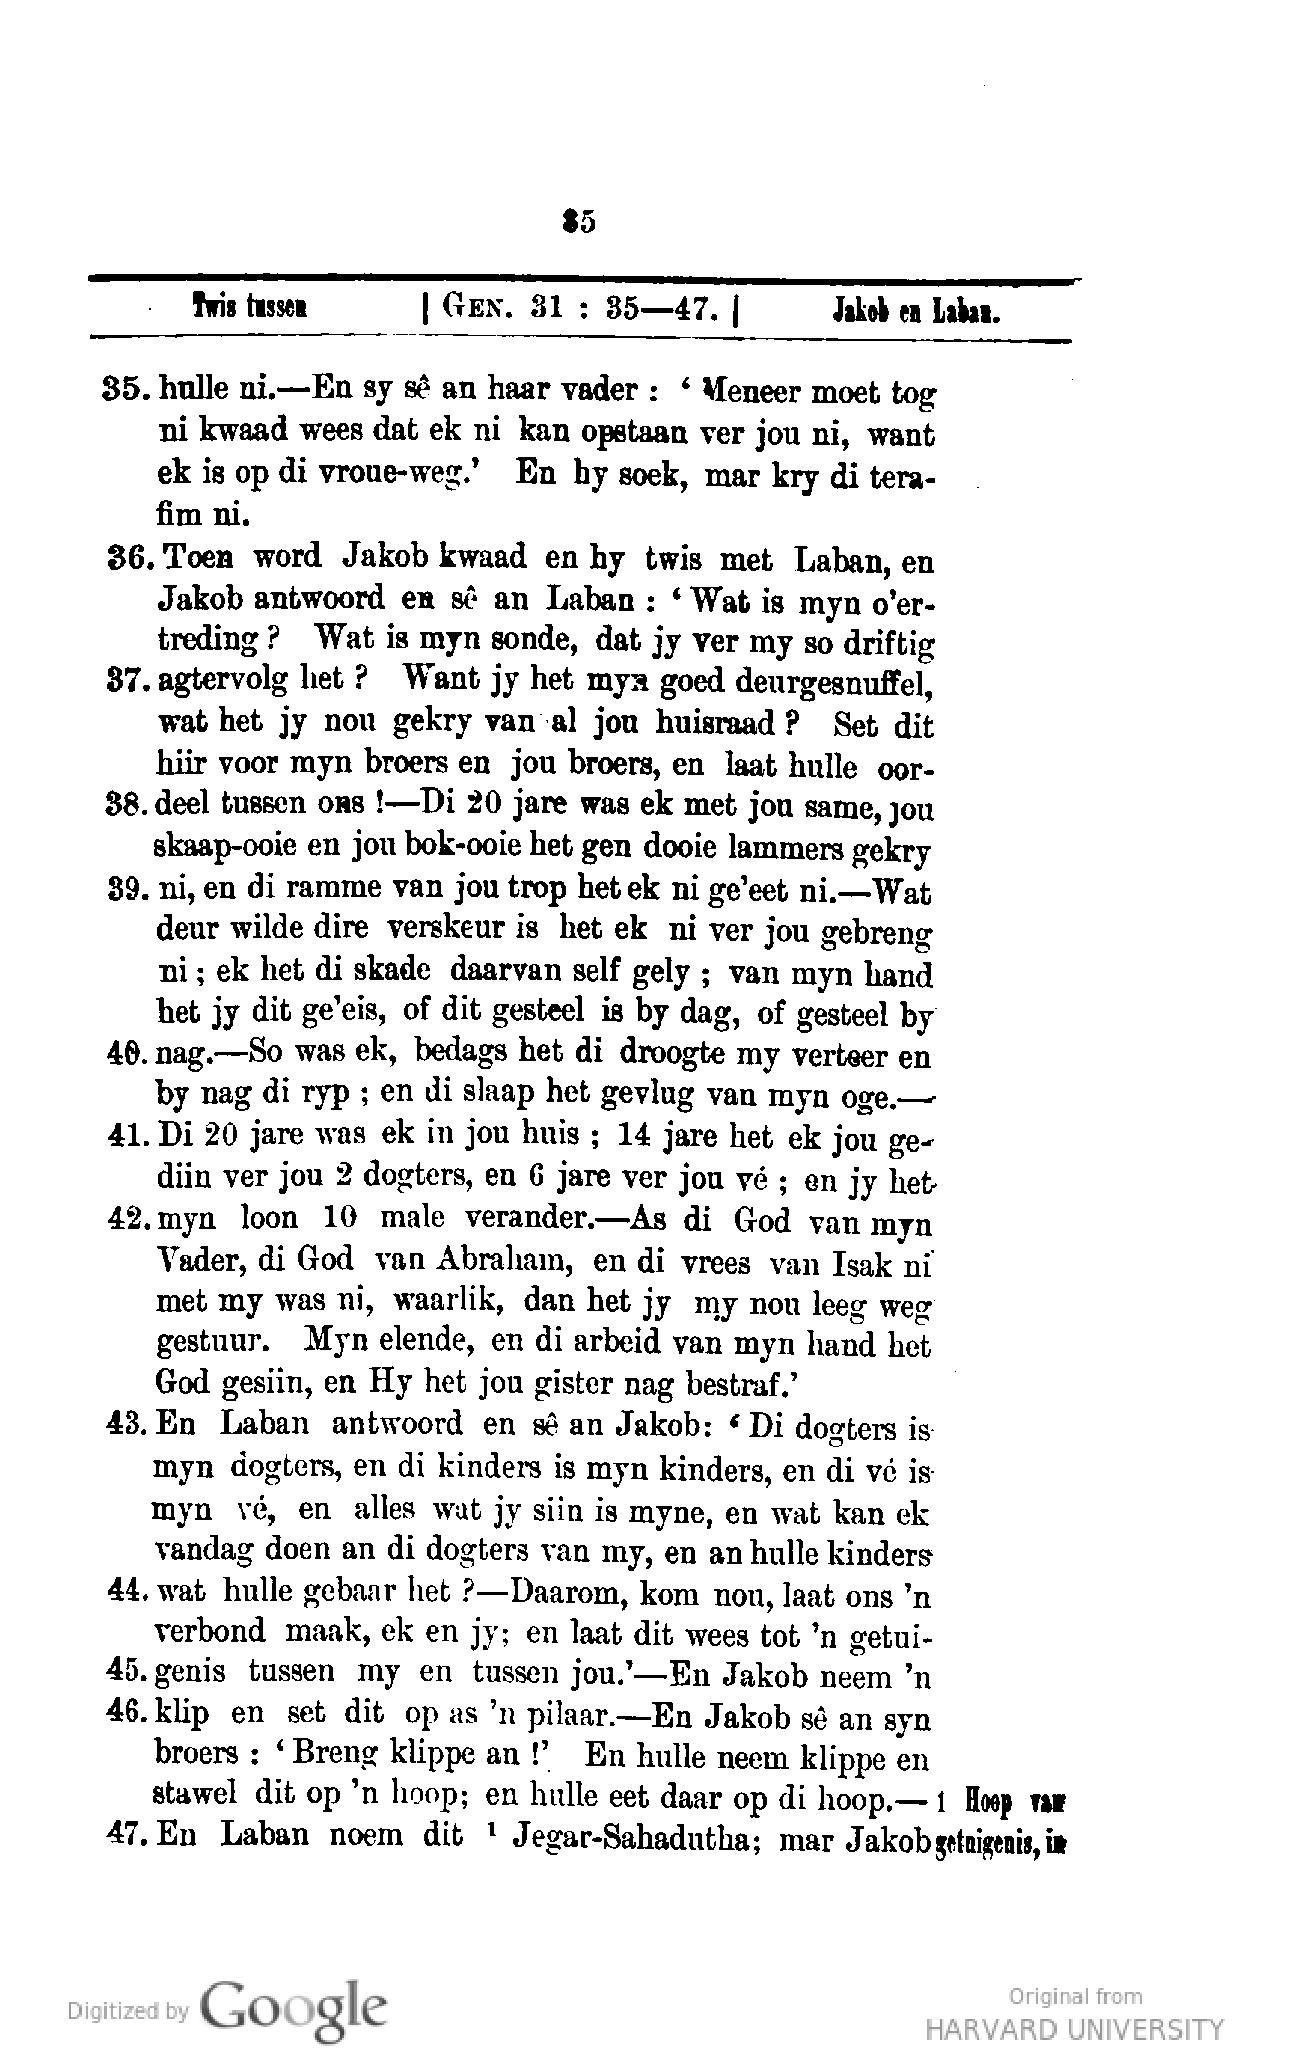 85
Twis tussen | GEN. 31 : 35—47. | Jakob en Laban.
35. hulle ni.—En sy sê an haar vader : ‘ Meneer moet tog
ni kwaad wees dat ek ni kan opstaan ver jou ni, want
ek is op di vroue-weg.’ En hy soek, mar kry di tera-
fim ni.
36. Toen word Jakob kwaad en hy twis met Laban, en
Jakob antwoord en sê an Laban : ‘ Wat is myn o’er-
treding ? Wat is myn sonde, dat jy ver my so driftig
37. agtervolg het ? Want jy het myn goed deurgesnuffel,
wat het jy nou gekry van al jou huisraad ? Set dit
hiir voor myn broers en jou broers, en laat hulle oor-
38. deel tussen ons !—Di 20 jare was ek met jou same, jou
skaap-ooie en jou bok-ooie het gen dooie lammers gekry
39. ni, en di ramme van jou trop het ek ni ge’eet ni.—Wat
deur wilde dire verskeur is het ek ni ver jou gebreng
ni ; ek het di skade daarvan self gely ; van myn hand
het jy dit ge’eis, of dit gesteel is by dag, of gesteel by
40. nag.—So was ek, bedags het di droogte my verteer en
by nag di ryp ; en di slaap het gevlug van myn oge.—
41. Di 20 jare was ek in jou huis ; 14 jare het ek jou ge-
diin ver jou 2 dogters, en 6 jare ver jou vé ; en jy het
42. myn loon 10 male verander.—As di God van myn
Vader, di God van Abraham, en di vrees van Isak ni
met my was ni, waarlik, dan het jy my nou leeg weg
gestuur. Myn elende, en di arbeid van myn hand het
God gesiin, en Hy het jou gister nag bestraf.’
43. En Laban antwoord en sê an Jakob: ‘ Di dogters is
myn dogters, en di kinders is myn kinders, en di vé is
myn vé, en alles wat jy siin is myne, en wat kan ek
vandag doen an di dogters van my, en an hulle kinders
44. wat hulle gebaar het ?—Daarom, kom nou, laat ons ’n
verbond maak, ek en jy; en laat dit wees tot ’n getui-
45. genis tussen my en tussen jou.’—En Jakob neem ’n
46. klip en set dit op as ’n pilaar.—En Jakob sê an syn
broers : ‘ Breng klippe an !’ En hulle neem klippe en
stawel dit op ’n hoop; en hulle eet daar op di hoop.— 1 Hoop van
47. En Laban noem dit ¹ Jegar-Sahadutha; mar Jakob getuigenis, in
Digitized by Google
Original from
HARVARD UNIVERSITY